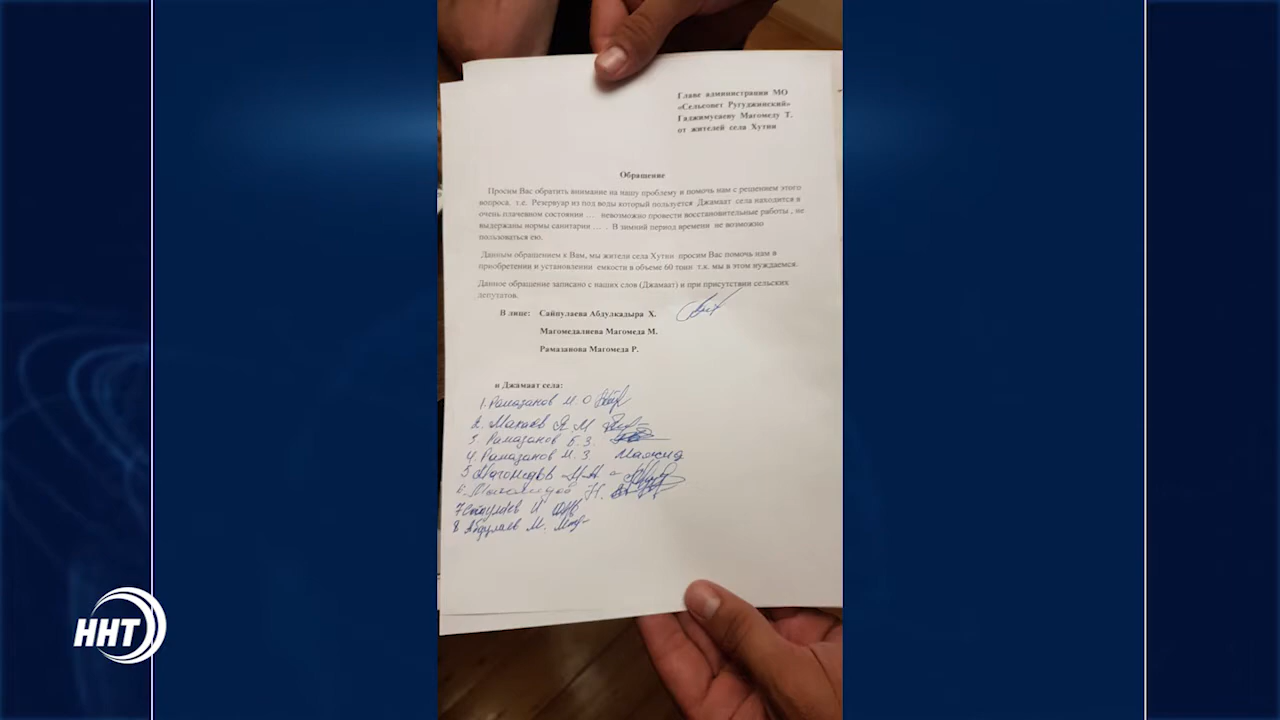 Главе администрации МО
«Сельсовет Ругуджинский»
Гаджимусаеву Магомеду Т.
от жителей села Хутни
Обращение
Просим Вас обратить внимание на нашу проблему и помочь нам с решением этого
вопроса, т.е. Резервуар из под воды который пользуется Джамаат села находится в
очень плачевном состоянии … невозможно провести восстановительные работы , не
выдержаны нормы санитарии … . В зимний период времени не возможно
пользоваться ею.
Данным обращением к Вам, мы жители села Хутни просим Вас помочь нам в
приобретении и установлении емкости в объеме 60 тонн т.к. мы в этом нуждаемся.
Данное обращение записано с наших слов (Джамаат) и при присутствии сельских
депутатов.
В лице: Сайпулаева Абдулкадыра Х.
Магомедалиева Магомеда М.
Рамазанова Магомеда Р.
и Джамаат села:
1. Рамазанов М. О
2. Махаев А. М
3 Рамазанов Б. З.
4 Рамазанов М. З.
5 Магомедов М.
6. Магомедов Н.
7
8 Абдулаев М.
ННТ